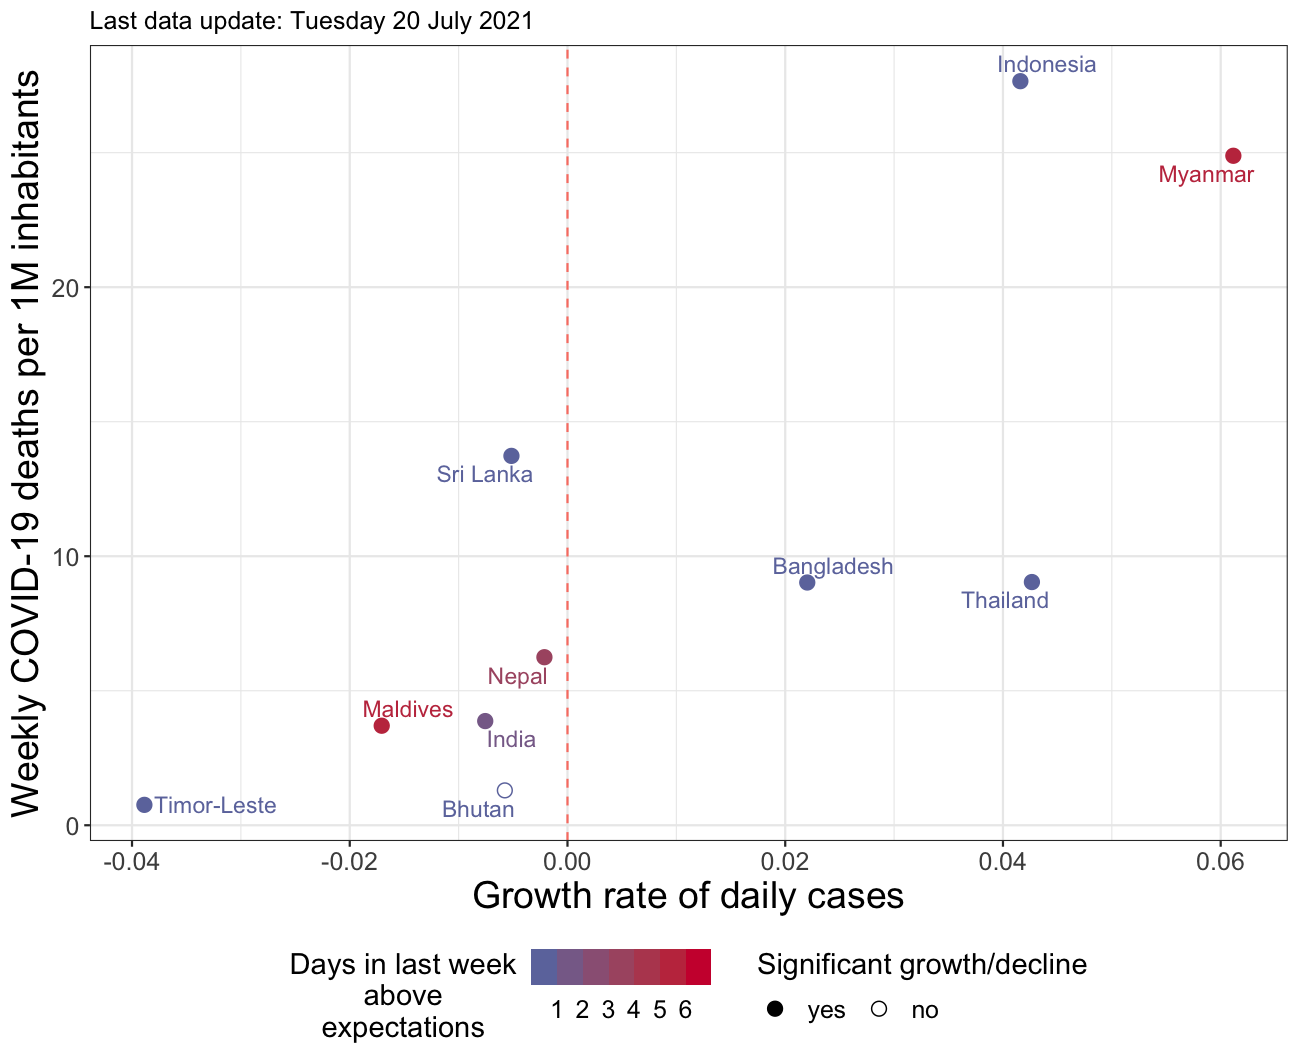 Last data update: Tuesday 20 July 2021
Weekly COVID-19 deaths per 1M inhabitants
Indonesia
Myanmar
20
Sri Lanka
10
Bangladesh
Thailand
Nepal
Maldives
India
Timor-Leste
Bhutan
0
-0.04 -0.02 0.00 0.02 0.04 0.06
Growth rate of daily cases
Days in last week
above
expectations
1 2 3 4 5 6
Significant growth/decline
yes no